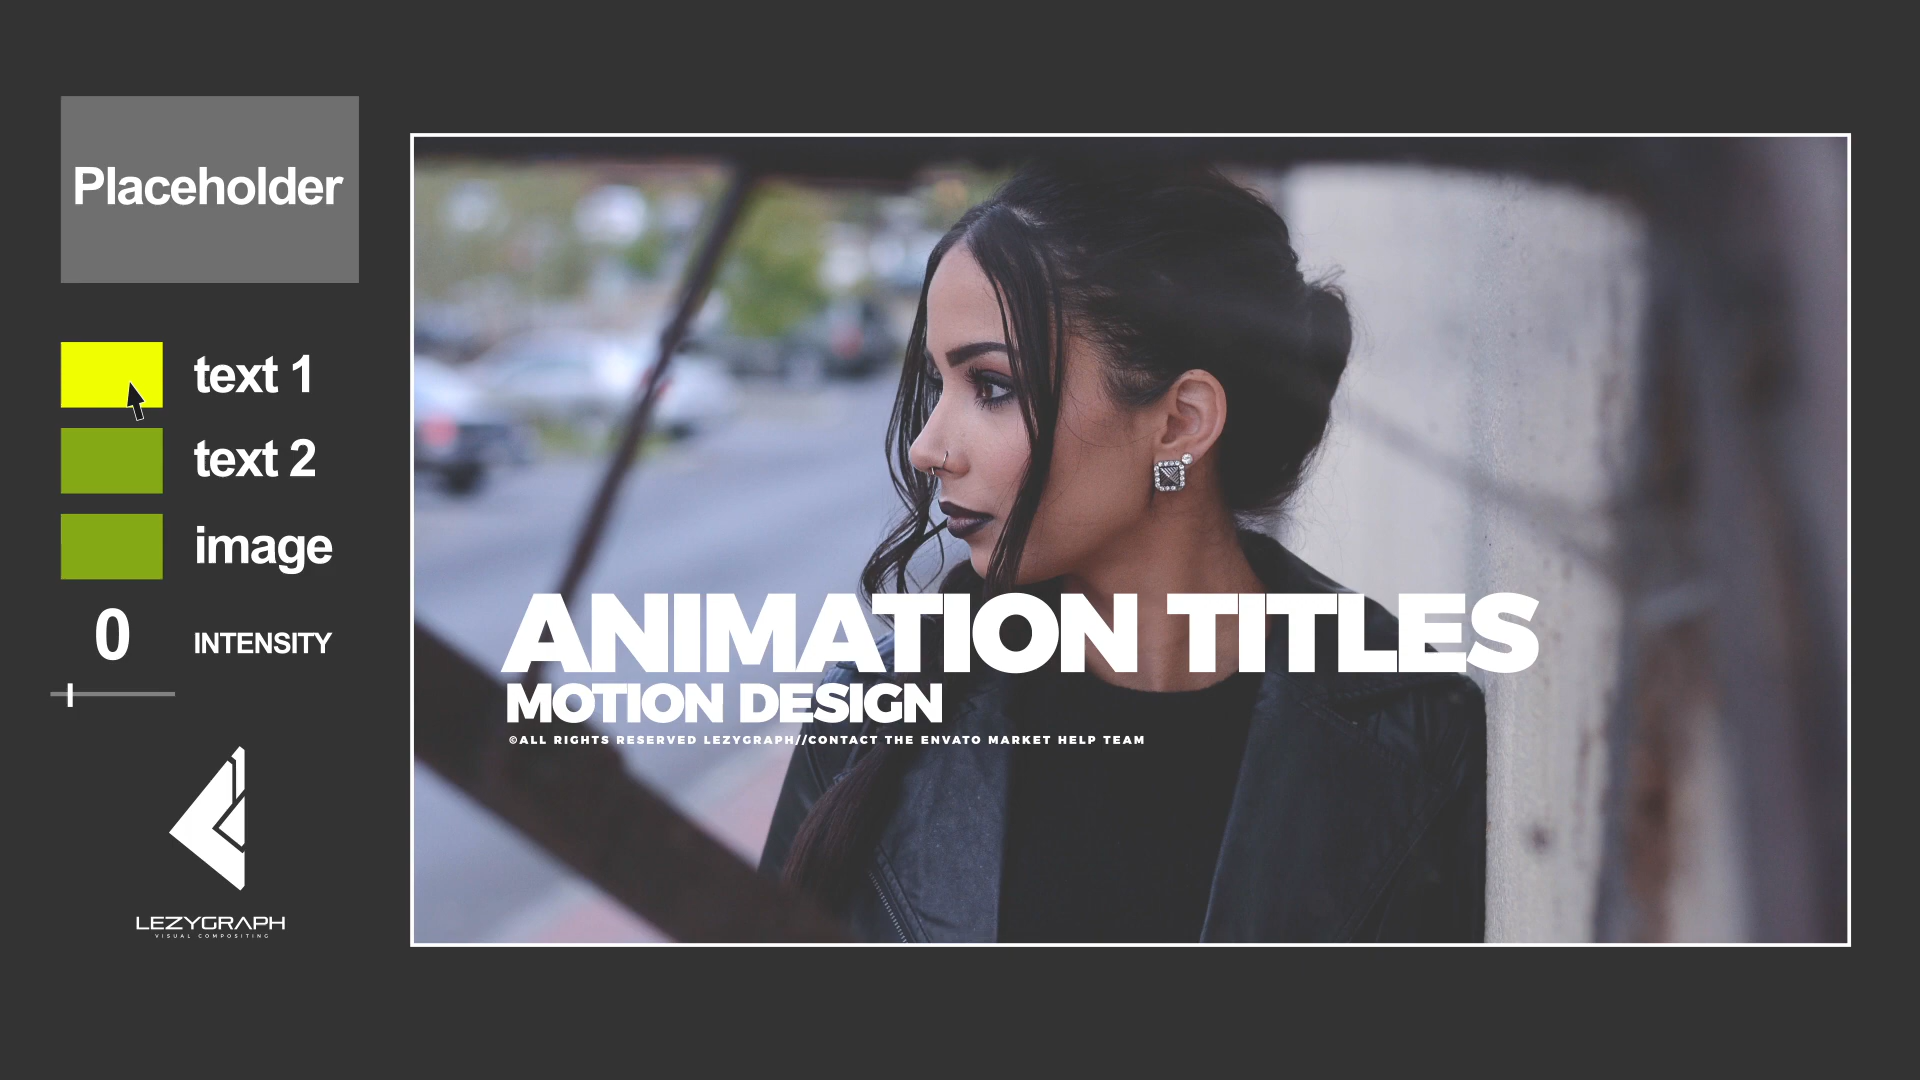 Placeholder
text 1
text 2
image
0 INTENSITY
LEZYGRAPH
VISUAL COMPOSITING
ANIMATION TITLES
MOTION DESIGN
©ALL RIGHTS RESERVED LEZYGRAPH//CONTACT THE ENVATO MARKET HELP TEAM